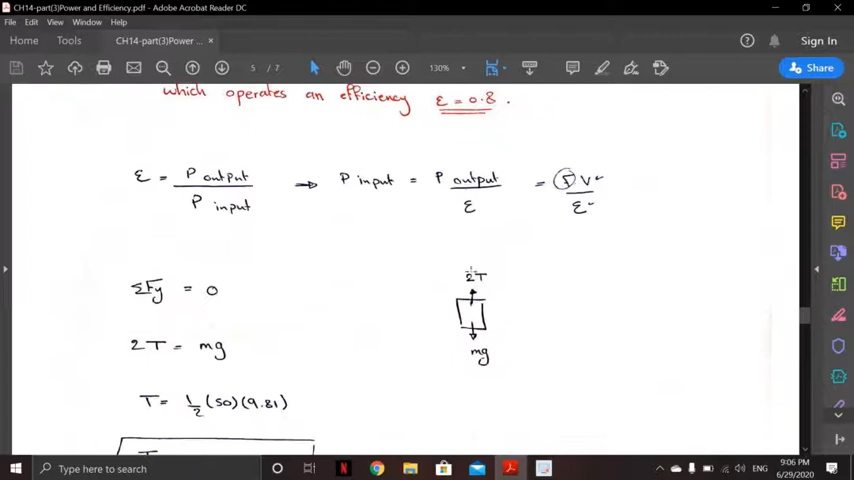 CH14-part(3)Power and Efficiency.pdf - Adobe Acrobat Reader DC
File Edit View Window Help
Home Tools CH14-part(3)Power ... × Sign In
5 / 7 130% Share
which operates an efficiency ε = 0.8 .
ε = P output / P input → P input = P output / ε = T V / ε
ΣFy = 0
2T
2T = mg
mg
T = 1/2 (50)(9.81)
T
Type here to search
ENG
9:06 PM
6/29/2020